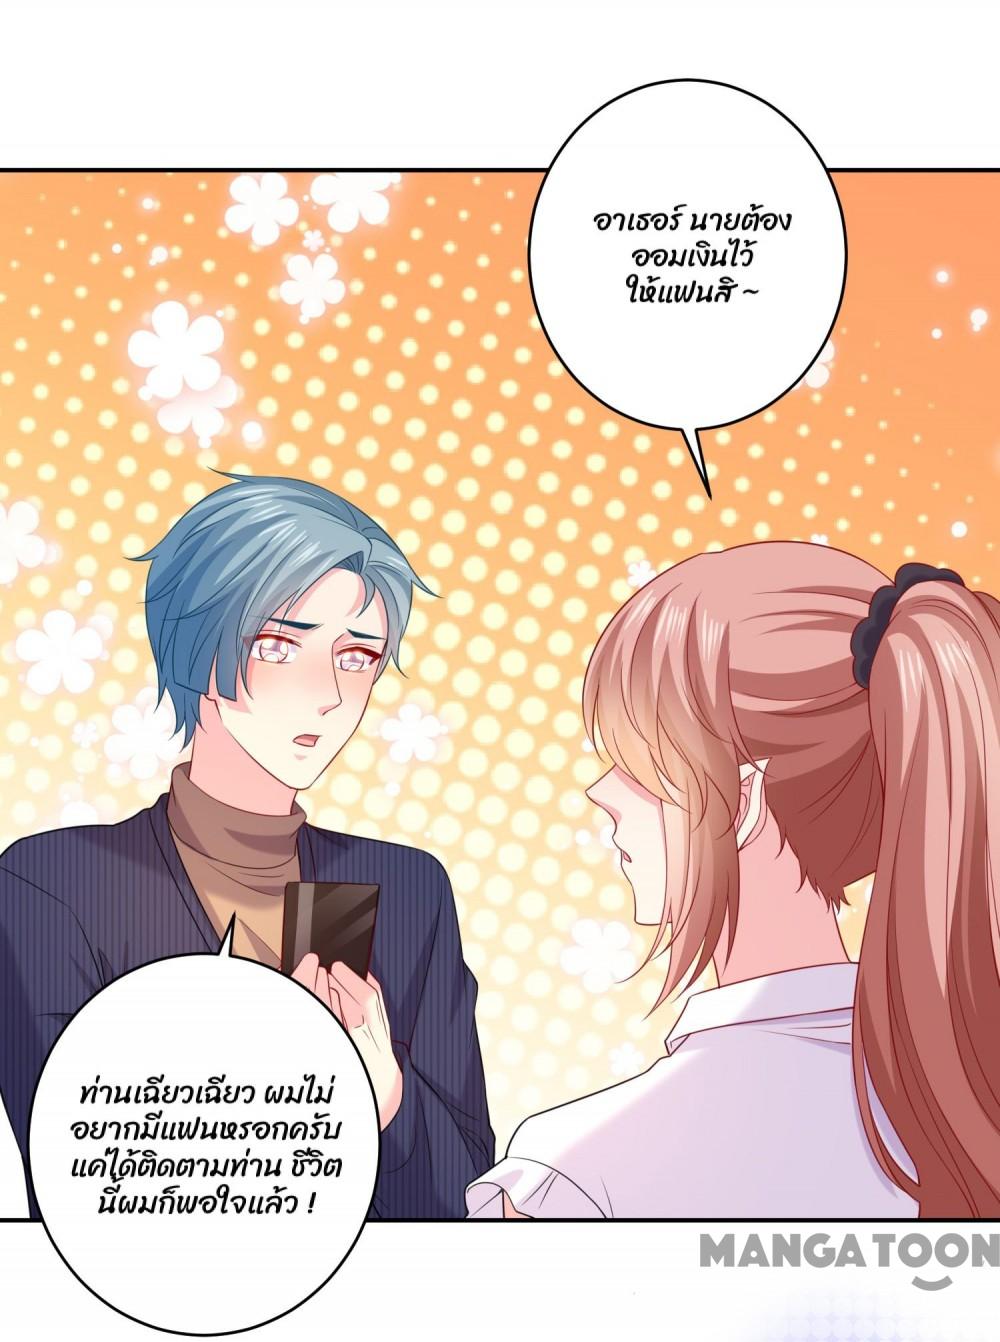 อาเธอร์ นายต้อง
ออมเงินไว้
ให้แฟนสิ ~
ท่านเฉียวเฉียว ผมไม่
อยากมีแฟนหรอกครับ
แค่ได้ติดตามท่าน ชีวิต
นี้ผมก็พอใจแล้ว !
MANGATOON